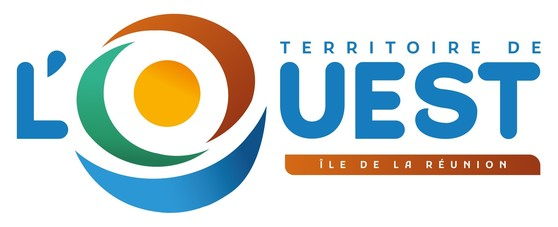 TERRITOIRE DE
L'OUEST
ÎLE DE LA RÉUNION